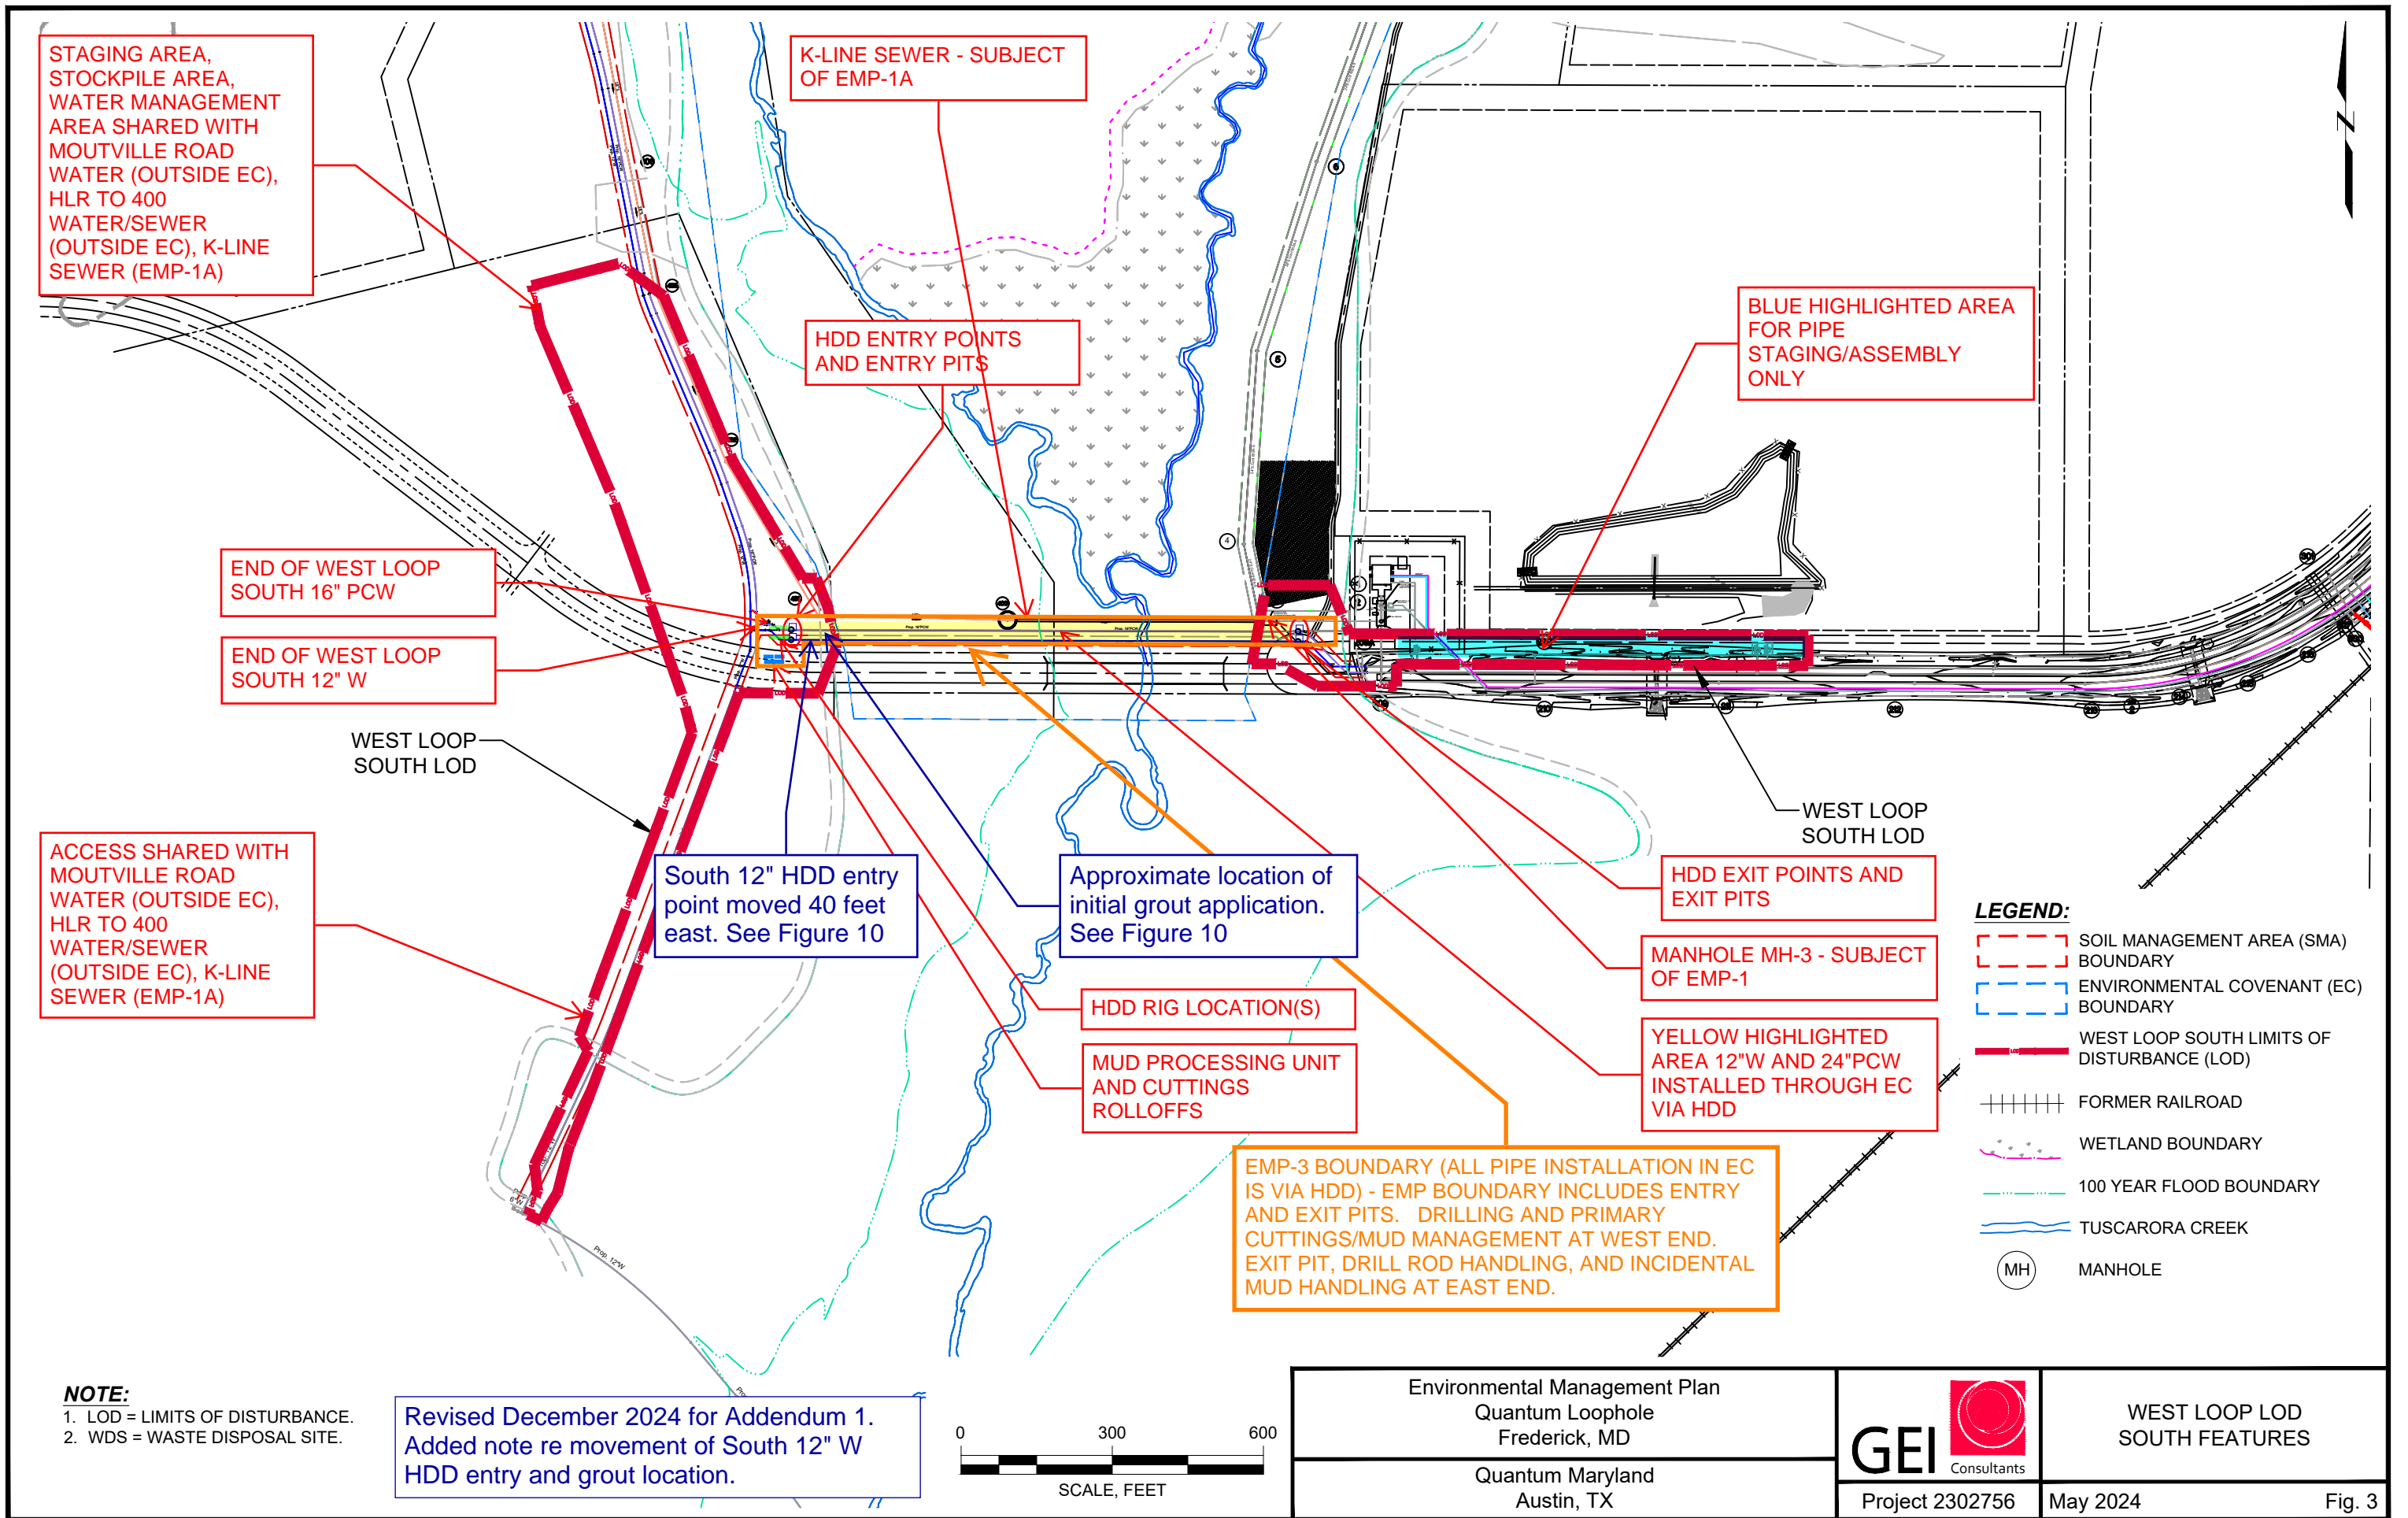 STAGING AREA,
STOCKPILE AREA,
WATER MANAGEMENT
AREA SHARED WITH
MOUTVILLE ROAD
WATER (OUTSIDE EC),
HLR TO 400
WATER/SEWER
(OUTSIDE EC), K-LINE
SEWER (EMP-1A)
K-LINE SEWER - SUBJECT
OF EMP-1A
HDD ENTRY POINTS
AND ENTRY PITS
BLUE HIGHLIGHTED AREA
FOR PIPE
STAGING/ASSEMBLY
ONLY
N
6
5
4
END OF WEST LOOP
SOUTH 16" PCW
END OF WEST LOOP
SOUTH 12" W
WEST LOOP
SOUTH LOD
WEST LOOP
SOUTH LOD
ACCESS SHARED WITH
MOUTVILLE ROAD
WATER (OUTSIDE EC),
HLR TO 400
WATER/SEWER
(OUTSIDE EC), K-LINE
SEWER (EMP-1A)
South 12" HDD entry
point moved 40 feet
east. See Figure 10
Approximate location of
initial grout application.
See Figure 10
HDD EXIT POINTS AND
EXIT PITS
MANHOLE MH-3 - SUBJECT
OF EMP-1
HDD RIG LOCATION(S)
MUD PROCESSING UNIT
AND CUTTINGS
ROLLOFFS
YELLOW HIGHLIGHTED
AREA 12"W AND 24"PCW
INSTALLED THROUGH EC
VIA HDD
EMP-3 BOUNDARY (ALL PIPE INSTALLATION IN EC
IS VIA HDD) - EMP BOUNDARY INCLUDES ENTRY
AND EXIT PITS. DRILLING AND PRIMARY
CUTTINGS/MUD MANAGEMENT AT WEST END.
EXIT PIT, DRILL ROD HANDLING, AND INCIDENTAL
MUD HANDLING AT EAST END.
Prop. 12"W
LEGEND:
SOIL MANAGEMENT AREA (SMA)
BOUNDARY
ENVIRONMENTAL COVENANT (EC)
BOUNDARY
LOD
WEST LOOP SOUTH LIMITS OF
DISTURBANCE (LOD)
FORMER RAILROAD
WETLAND BOUNDARY
100 YEAR FLOOD BOUNDARY
TUSCARORA CREEK
MH
MANHOLE
NOTE:
1. LOD = LIMITS OF DISTURBANCE.
2. WDS = WASTE DISPOSAL SITE.
Revised December 2024 for Addendum 1.
Added note re movement of South 12" W
HDD entry and grout location.
0 300 600
SCALE, FEET
Environmental Management Plan
Quantum Loophole
Frederick, MD
Quantum Maryland
Austin, TX
GEI Consultants
Project 2302756
WEST LOOP LOD
SOUTH FEATURES
May 2024
Fig. 3